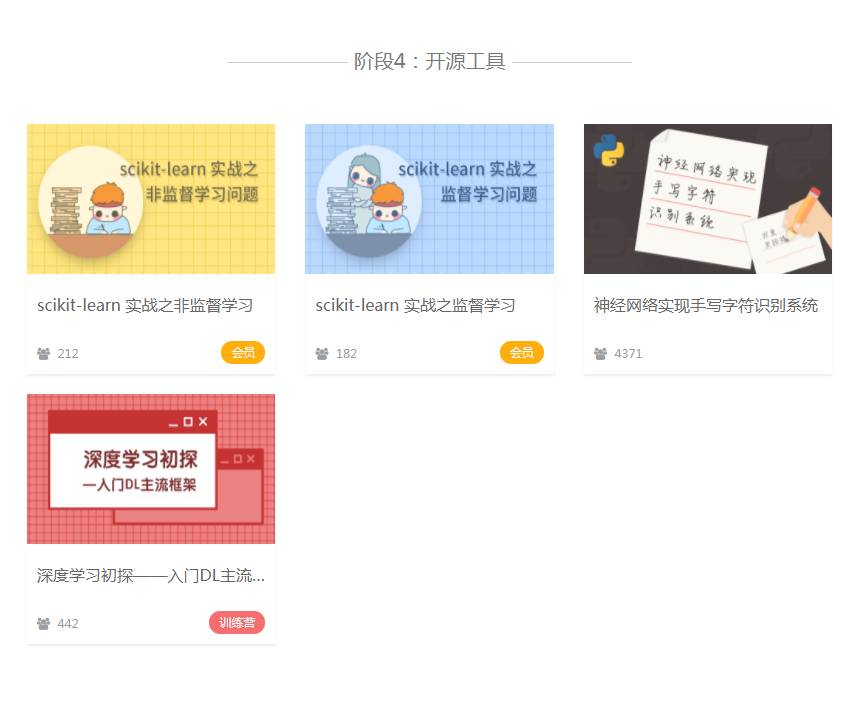 阶段4：开源工具
scikit-learn 实战之
非监督学习问题
scikit-learn 实战之非监督学习
212
会员
scikit-learn 实战之
监督学习问题
scikit-learn 实战之监督学习
182
会员
神经网络实现
手写字符
识别系统
神经网络实现手写字符识别系统
4371
深度学习初探
—入门DL主流框架
深度学习初探——入门DL主流...
442
训练营